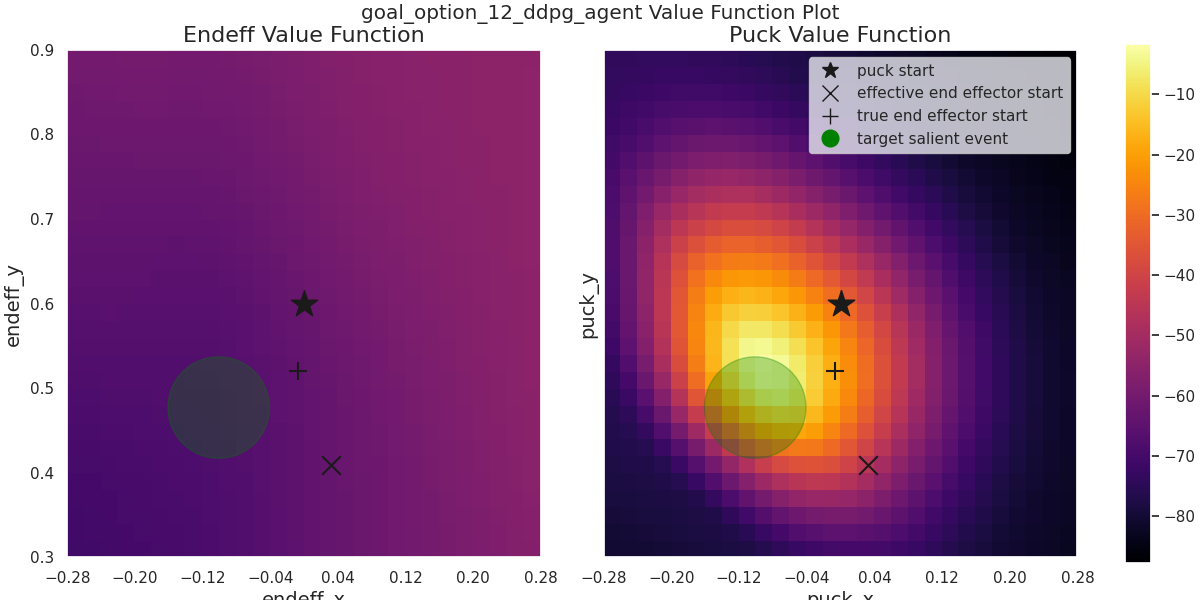 goal_option_12_ddpg_agent Value Function Plot
Endeff Value Function
Puck Value Function
0.9
0.8
0.7
0.6
0.5
0.4
0.3
endeff_y
−0.28 −0.20 −0.12 −0.04 0.04 0.12 0.20 0.28
endeff_x
puck_y
puck start
effective end effector start
true end effector start
target salient event
−0.28 −0.20 −0.12 −0.04 0.04 0.12 0.20 0.28
puck_x
−10
−20
−30
−40
−50
−60
−70
−80